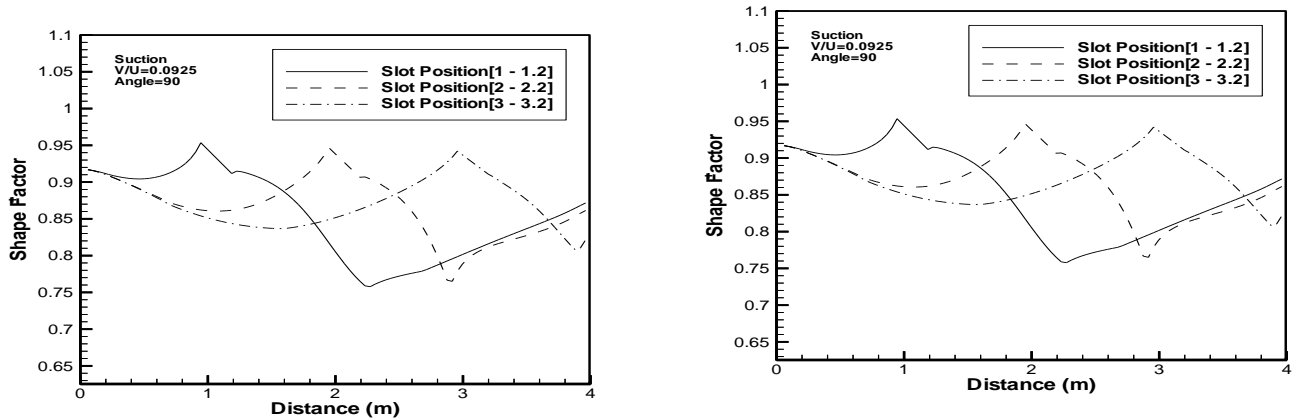 Suction
V/U=0.0925
Angle=90
Slot Position[1 - 1.2]
Slot Position[2 - 2.2]
Slot Position[3 - 3.2]
1.1
1.05
1
0.95
0.9
0.85
0.8
0.75
0.7
0.65
Shape Factor
0
1
2
3
4
Distance (m)
Suction
V/U=0.0925
Angle=90
Slot Position[1 - 1.2]
Slot Position[2 - 2.2]
Slot Position[3 - 3.2]
1.1
1.05
1
0.95
0.9
0.85
0.8
0.75
0.7
0.65
Shape Factor
0
1
2
3
4
Distance (m)